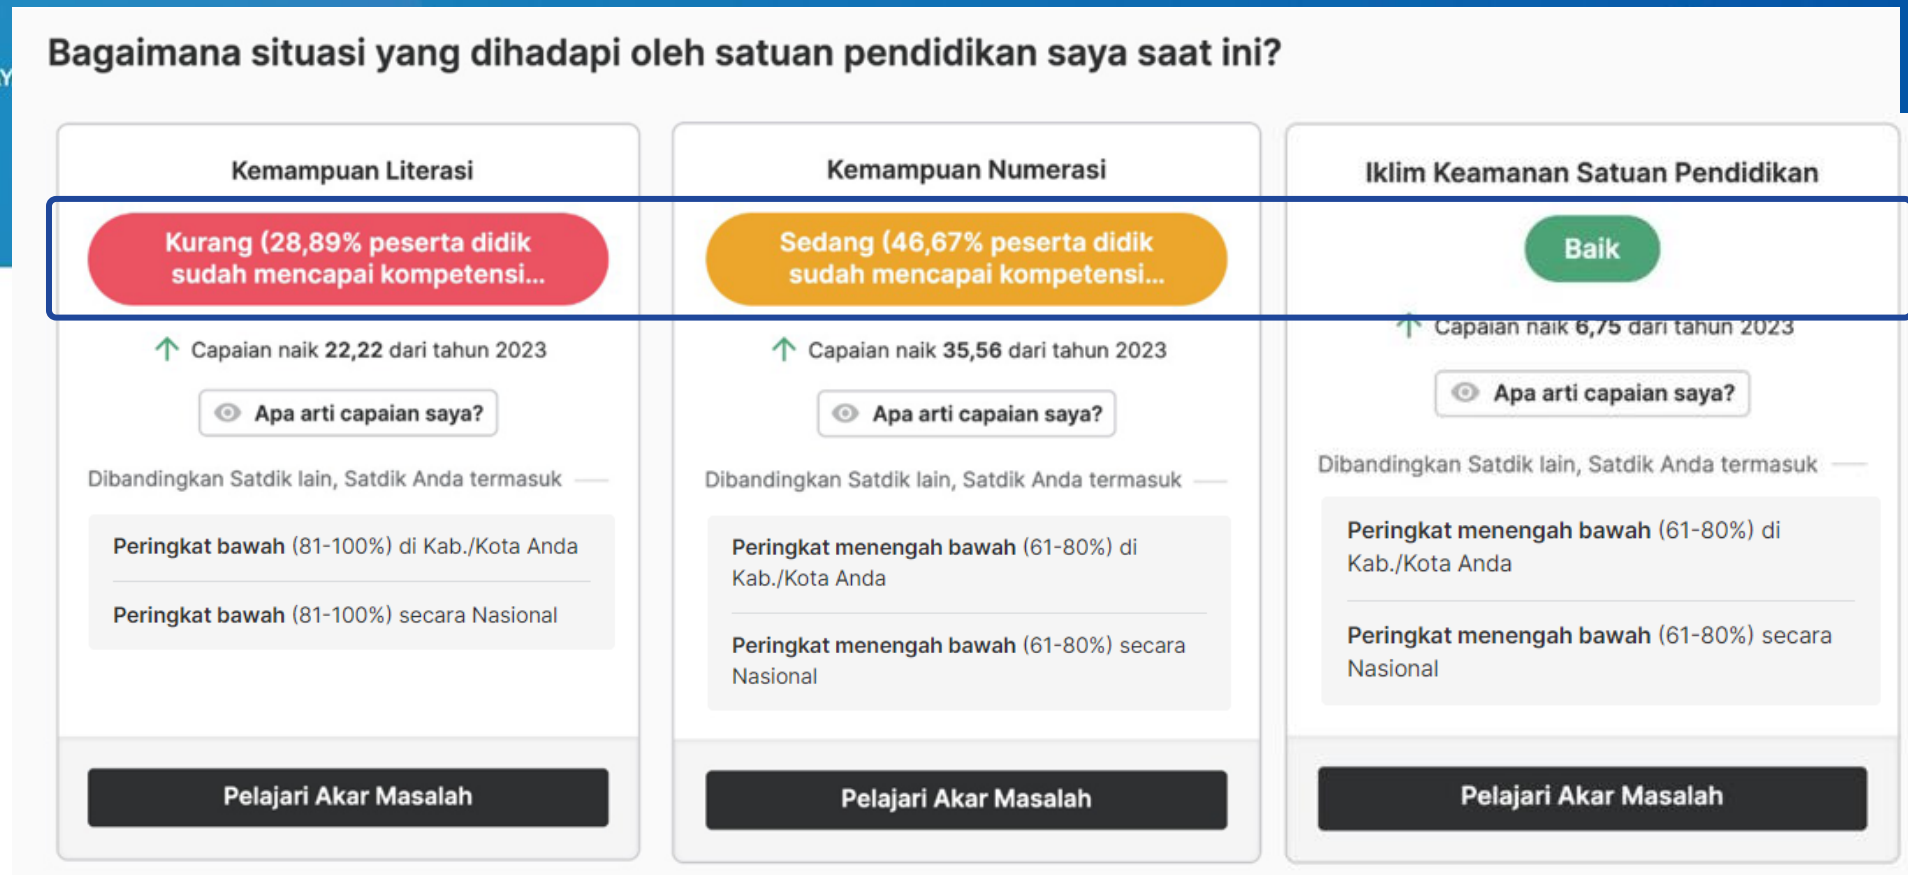 Bagaimana situasi yang dihadapi oleh satuan pendidikan saya saat ini?
Kemampuan Literasi
Kurang (28,89% peserta didik
sudah mencapai kompetensi...
Capaian naik 22,22 dari tahun 2023
Apa arti capaian saya?
Dibandingkan Satdik lain, Satdik Anda termasuk
Peringkat bawah (81-100%) di Kab./Kota Anda
Peringkat bawah (81-100%) secara Nasional
Pelajari Akar Masalah
Kemampuan Numerasi
Sedang (46,67% peserta didik
sudah mencapai kompetensi...
Capaian naik 35,56 dari tahun 2023
Apa arti capaian saya?
Dibandingkan Satdik lain, Satdik Anda termasuk
Peringkat menengah bawah (61-80%) di
Kab./Kota Anda
Peringkat menengah bawah (61-80%) secara
Nasional
Pelajari Akar Masalah
Iklim Keamanan Satuan Pendidikan
Baik
Capaian naik 6,75 dari tahun 2023
Apa arti capaian saya?
Dibandingkan Satdik lain, Satdik Anda termasuk
Peringkat menengah bawah (61-80%) di
Kab./Kota Anda
Peringkat menengah bawah (61-80%) secara
Nasional
Pelajari Akar Masalah